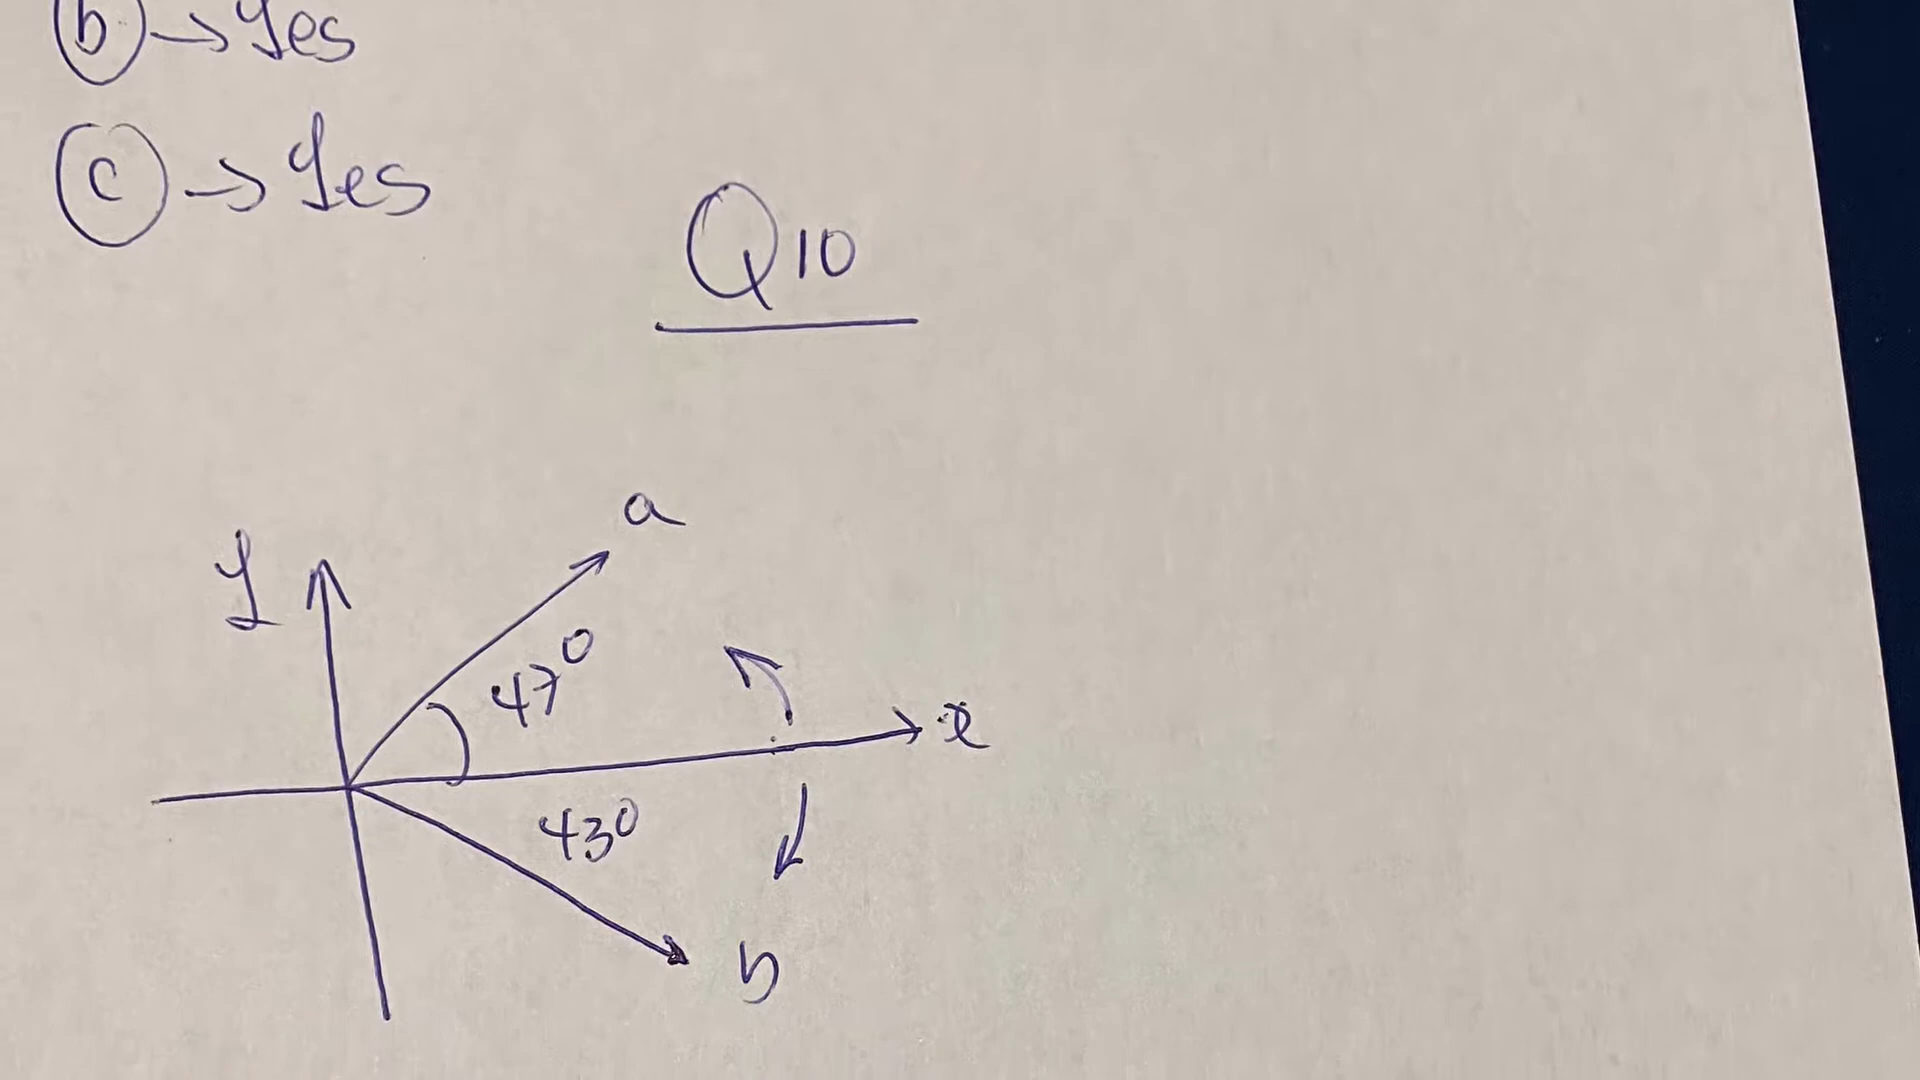 b → Yes
c → Yes
Q10
a
y
47°
x
43°
b